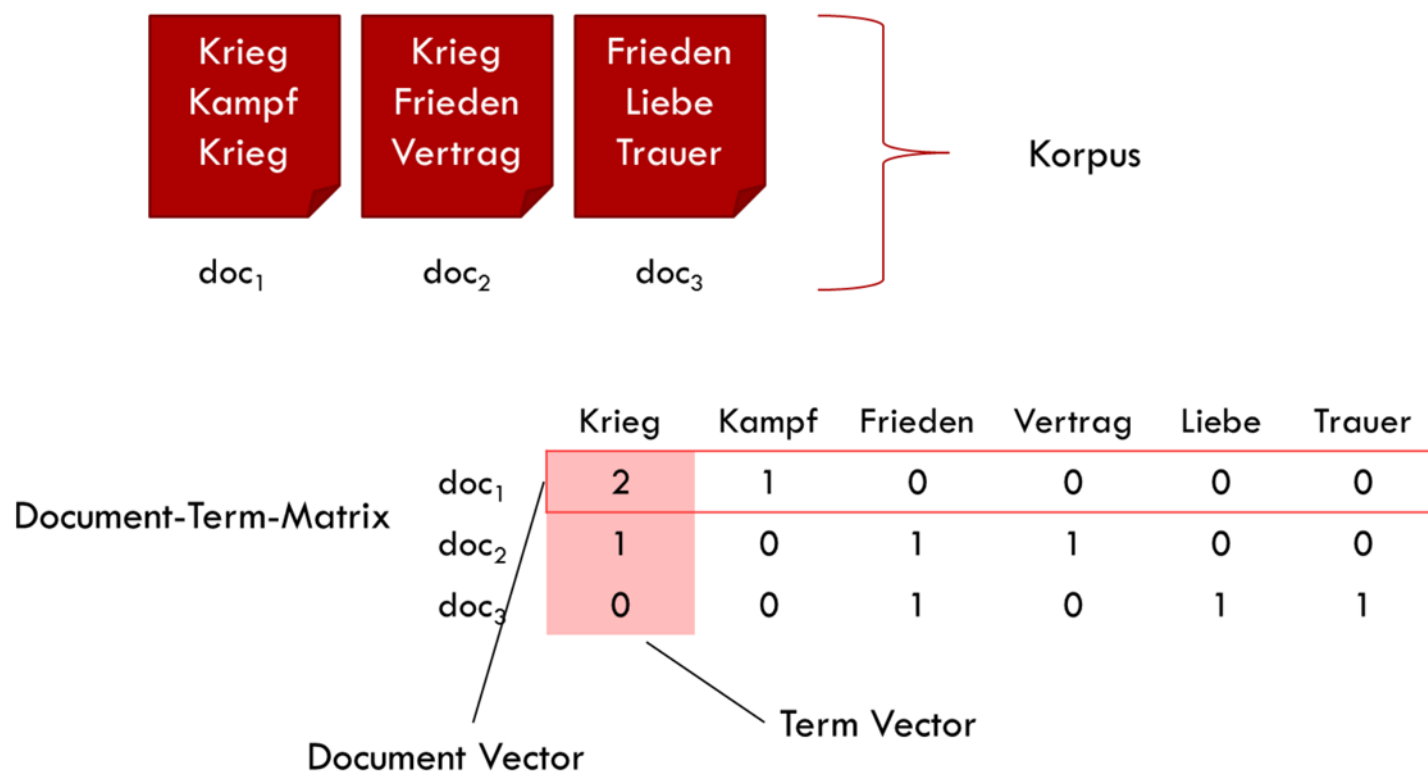 Krieg
Kampf
Krieg
Krieg
Frieden
Vertrag
Frieden
Liebe
Trauer
Korpus
doc₁ doc₂ doc₃
Krieg Kampf Frieden Vertrag Liebe Trauer
doc₁ 2 1 0 0 0 0
Document-Term-Matrix
doc₂ 1 0 1 1 0 0
doc₃ 0 0 1 0 1 1
Term Vector
Document Vector